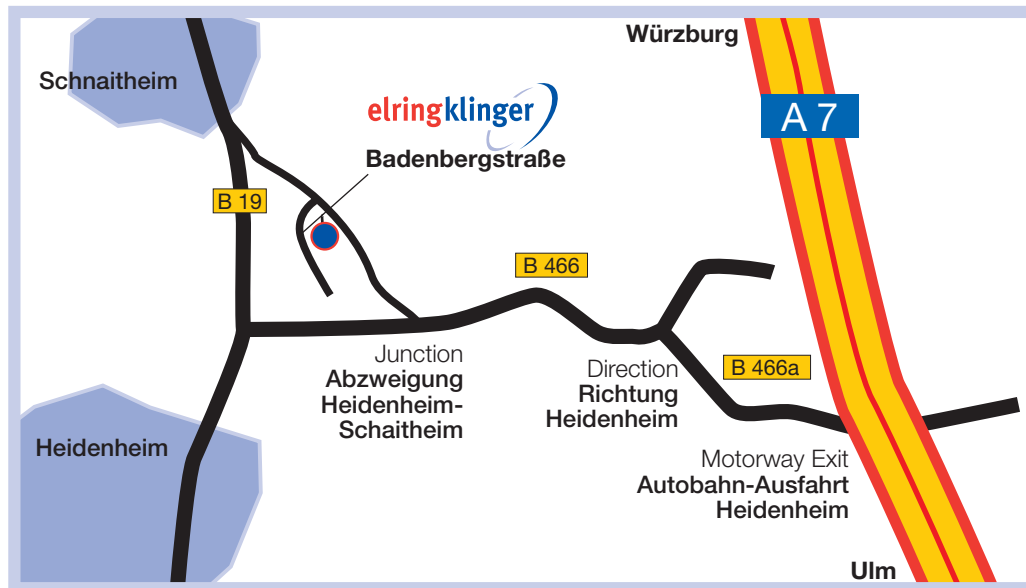 Würzburg
Schnaitheim
A 7
elringklinger
Badenbergstraße
B 19
B 466
Junction
Abzweigung
Heidenheim-
Schaitheim
Direction
Richtung
Heidenheim
B 466a
Heidenheim
Motorway Exit
Autobahn-Ausfahrt
Heidenheim
Ulm